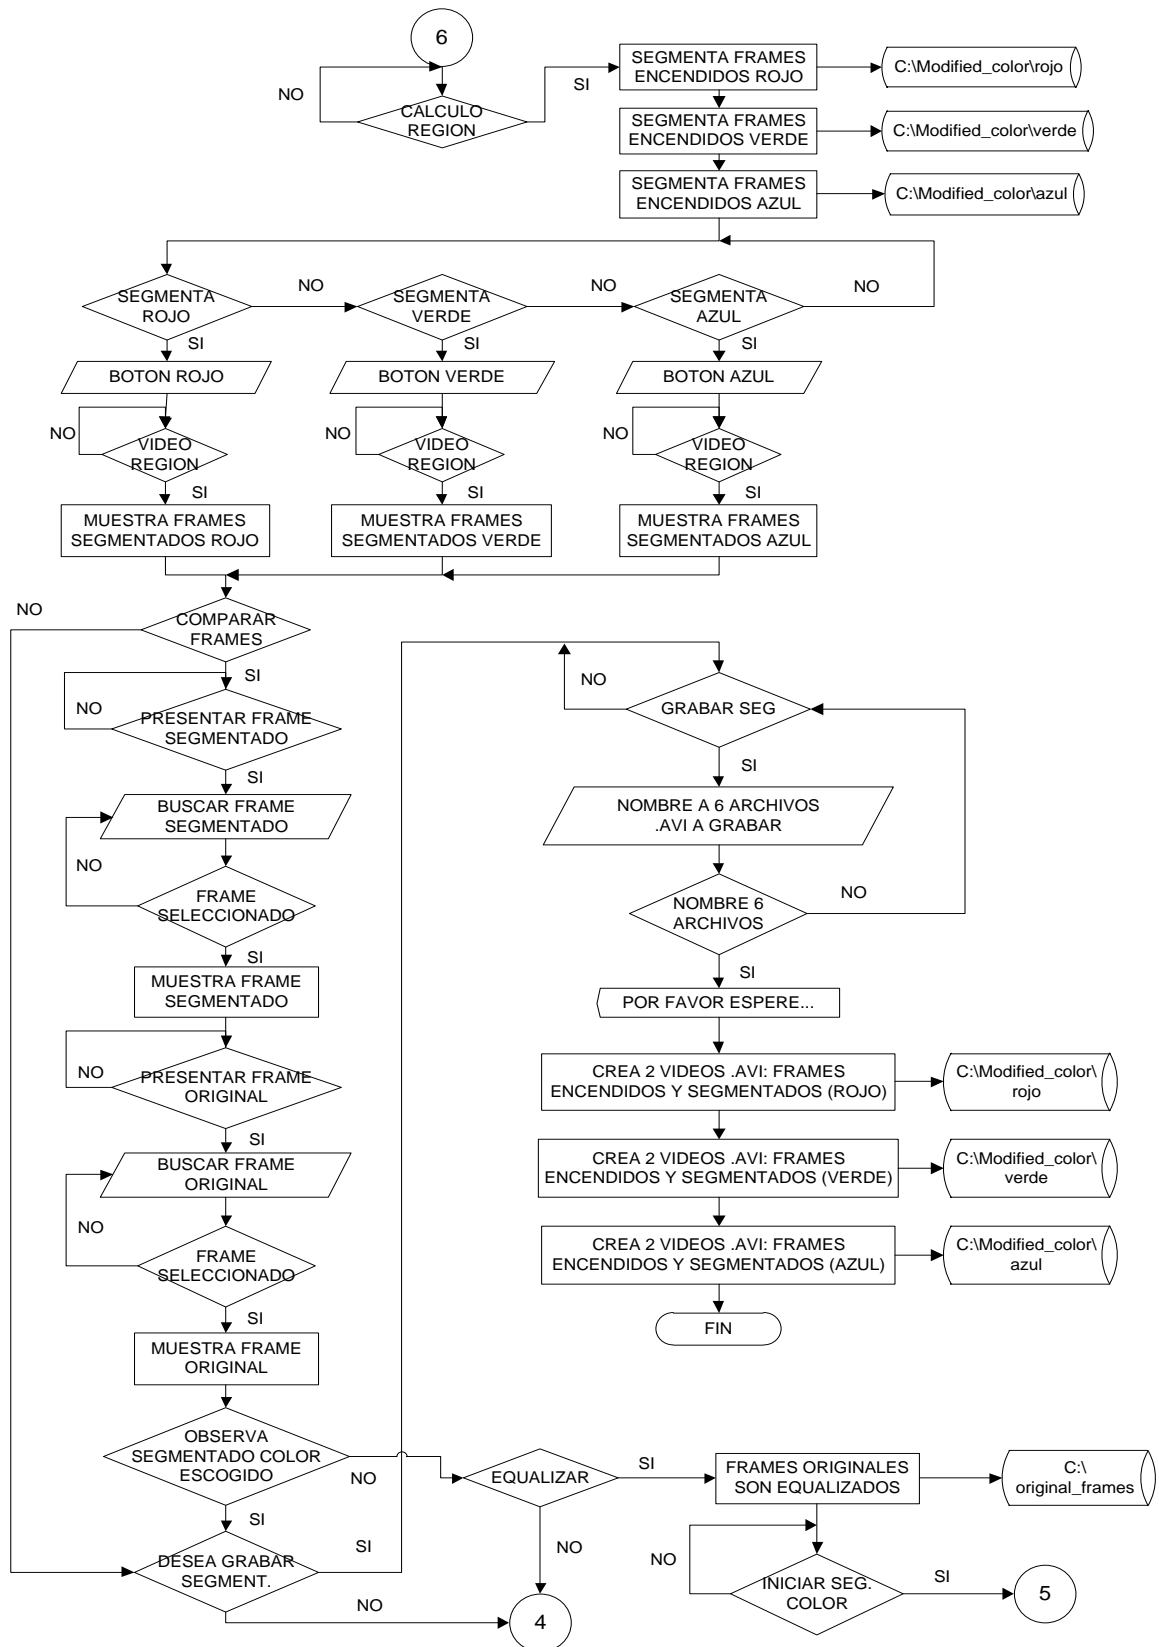 6
SEGMENTA FRAMES
ENCENDIDOS ROJO
C:\Modified_color\rojo
NO
SI
CALCULO
REGION
SEGMENTA FRAMES
ENCENDIDOS VERDE
C:\Modified_color\verde
SEGMENTA FRAMES
ENCENDIDOS AZUL
C:\Modified_color\azul
SEGMENTA
ROJO
NO
SEGMENTA
VERDE
NO
SEGMENTA
AZUL
NO
SI
SI
SI
BOTON ROJO
BOTON VERDE
BOTON AZUL
NO
VIDEO
REGION
NO
VIDEO
REGION
NO
VIDEO
REGION
SI
SI
SI
MUESTRA FRAMES
SEGMENTADOS ROJO
MUESTRA FRAMES
SEGMENTADOS VERDE
MUESTRA FRAMES
SEGMENTADOS AZUL
NO
COMPARAR
FRAMES
SI
NO
PRESENTAR FRAME
SEGMENTADO
SI
BUSCAR FRAME
SEGMENTADO
NO
FRAME
SELECCIONADO
SI
MUESTRA FRAME
SEGMENTADO
NO
PRESENTAR FRAME
ORIGINAL
SI
BUSCAR FRAME
ORIGINAL
NO
FRAME
SELECCIONADO
SI
MUESTRA FRAME
ORIGINAL
OBSERVA
SEGMENTADO COLOR
ESCOGIDO
NO
SI
DESEA GRABAR
SEGMENT.
SI
NO
NO
GRABAR SEG
SI
NOMBRE A 6 ARCHIVOS
.AVI A GRABAR
NOMBRE 6
ARCHIVOS
NO
SI
POR FAVOR ESPERE...
CREA 2 VIDEOS .AVI: FRAMES
ENCENDIDOS Y SEGMENTADOS (ROJO)
C:\Modified_color\
rojo
CREA 2 VIDEOS .AVI: FRAMES
ENCENDIDOS Y SEGMENTADOS (VERDE)
C:\Modified_color\
verde
CREA 2 VIDEOS .AVI: FRAMES
ENCENDIDOS Y SEGMENTADOS (AZUL)
C:\Modified_color\
azul
FIN
EQUALIZAR
SI
FRAMES ORIGINALES
SON EQUALIZADOS
C:\
original_frames
NO
NO
INICIAR SEG.
COLOR
SI
5
4